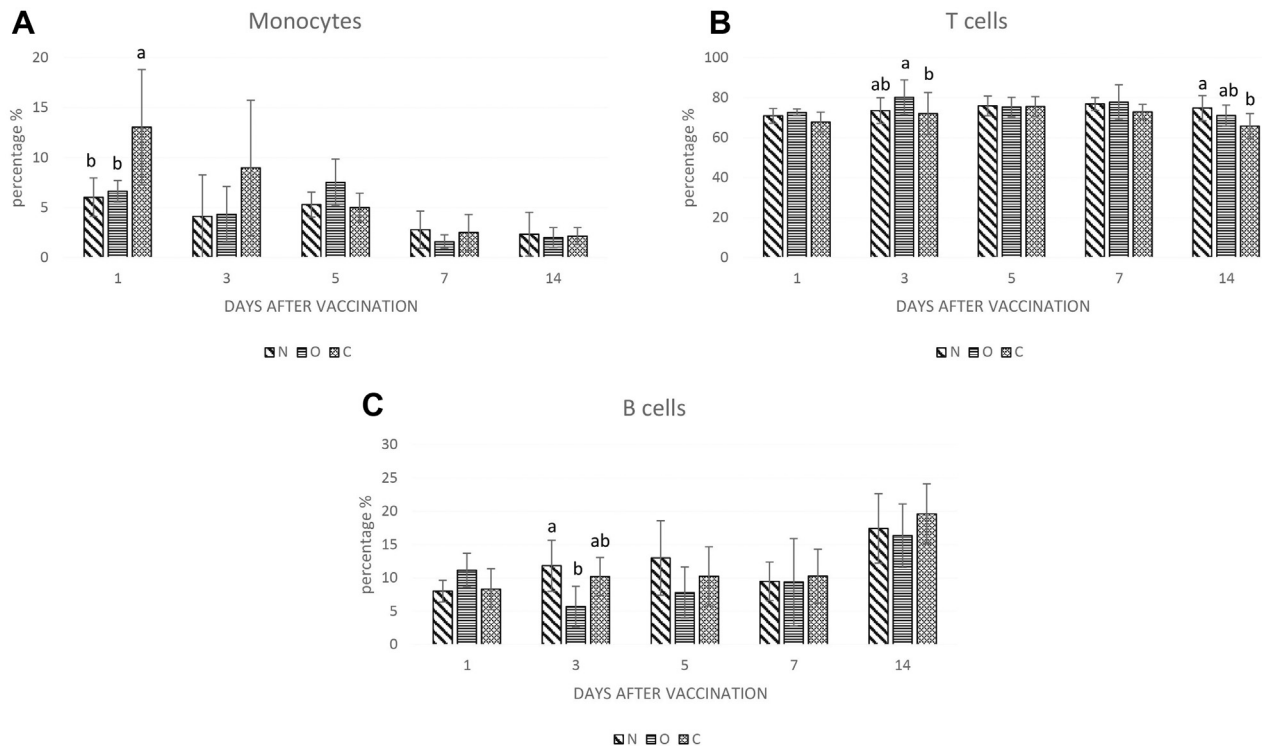 A
Monocytes
percentage %
20
15
10
5
0
b
b
a
1
3
5
7
14
DAYS AFTER VACCINATION
N O C
B
T cells
percentage %
100
80
60
40
20
0
ab
a
b
a
ab
b
1
3
5
7
14
DAYS AFTER VACCINATION
N O C
C
B cells
percentage %
30
25
20
15
10
5
0
a
b
ab
1
3
5
7
14
DAYS AFTER VACCINATION
N O C